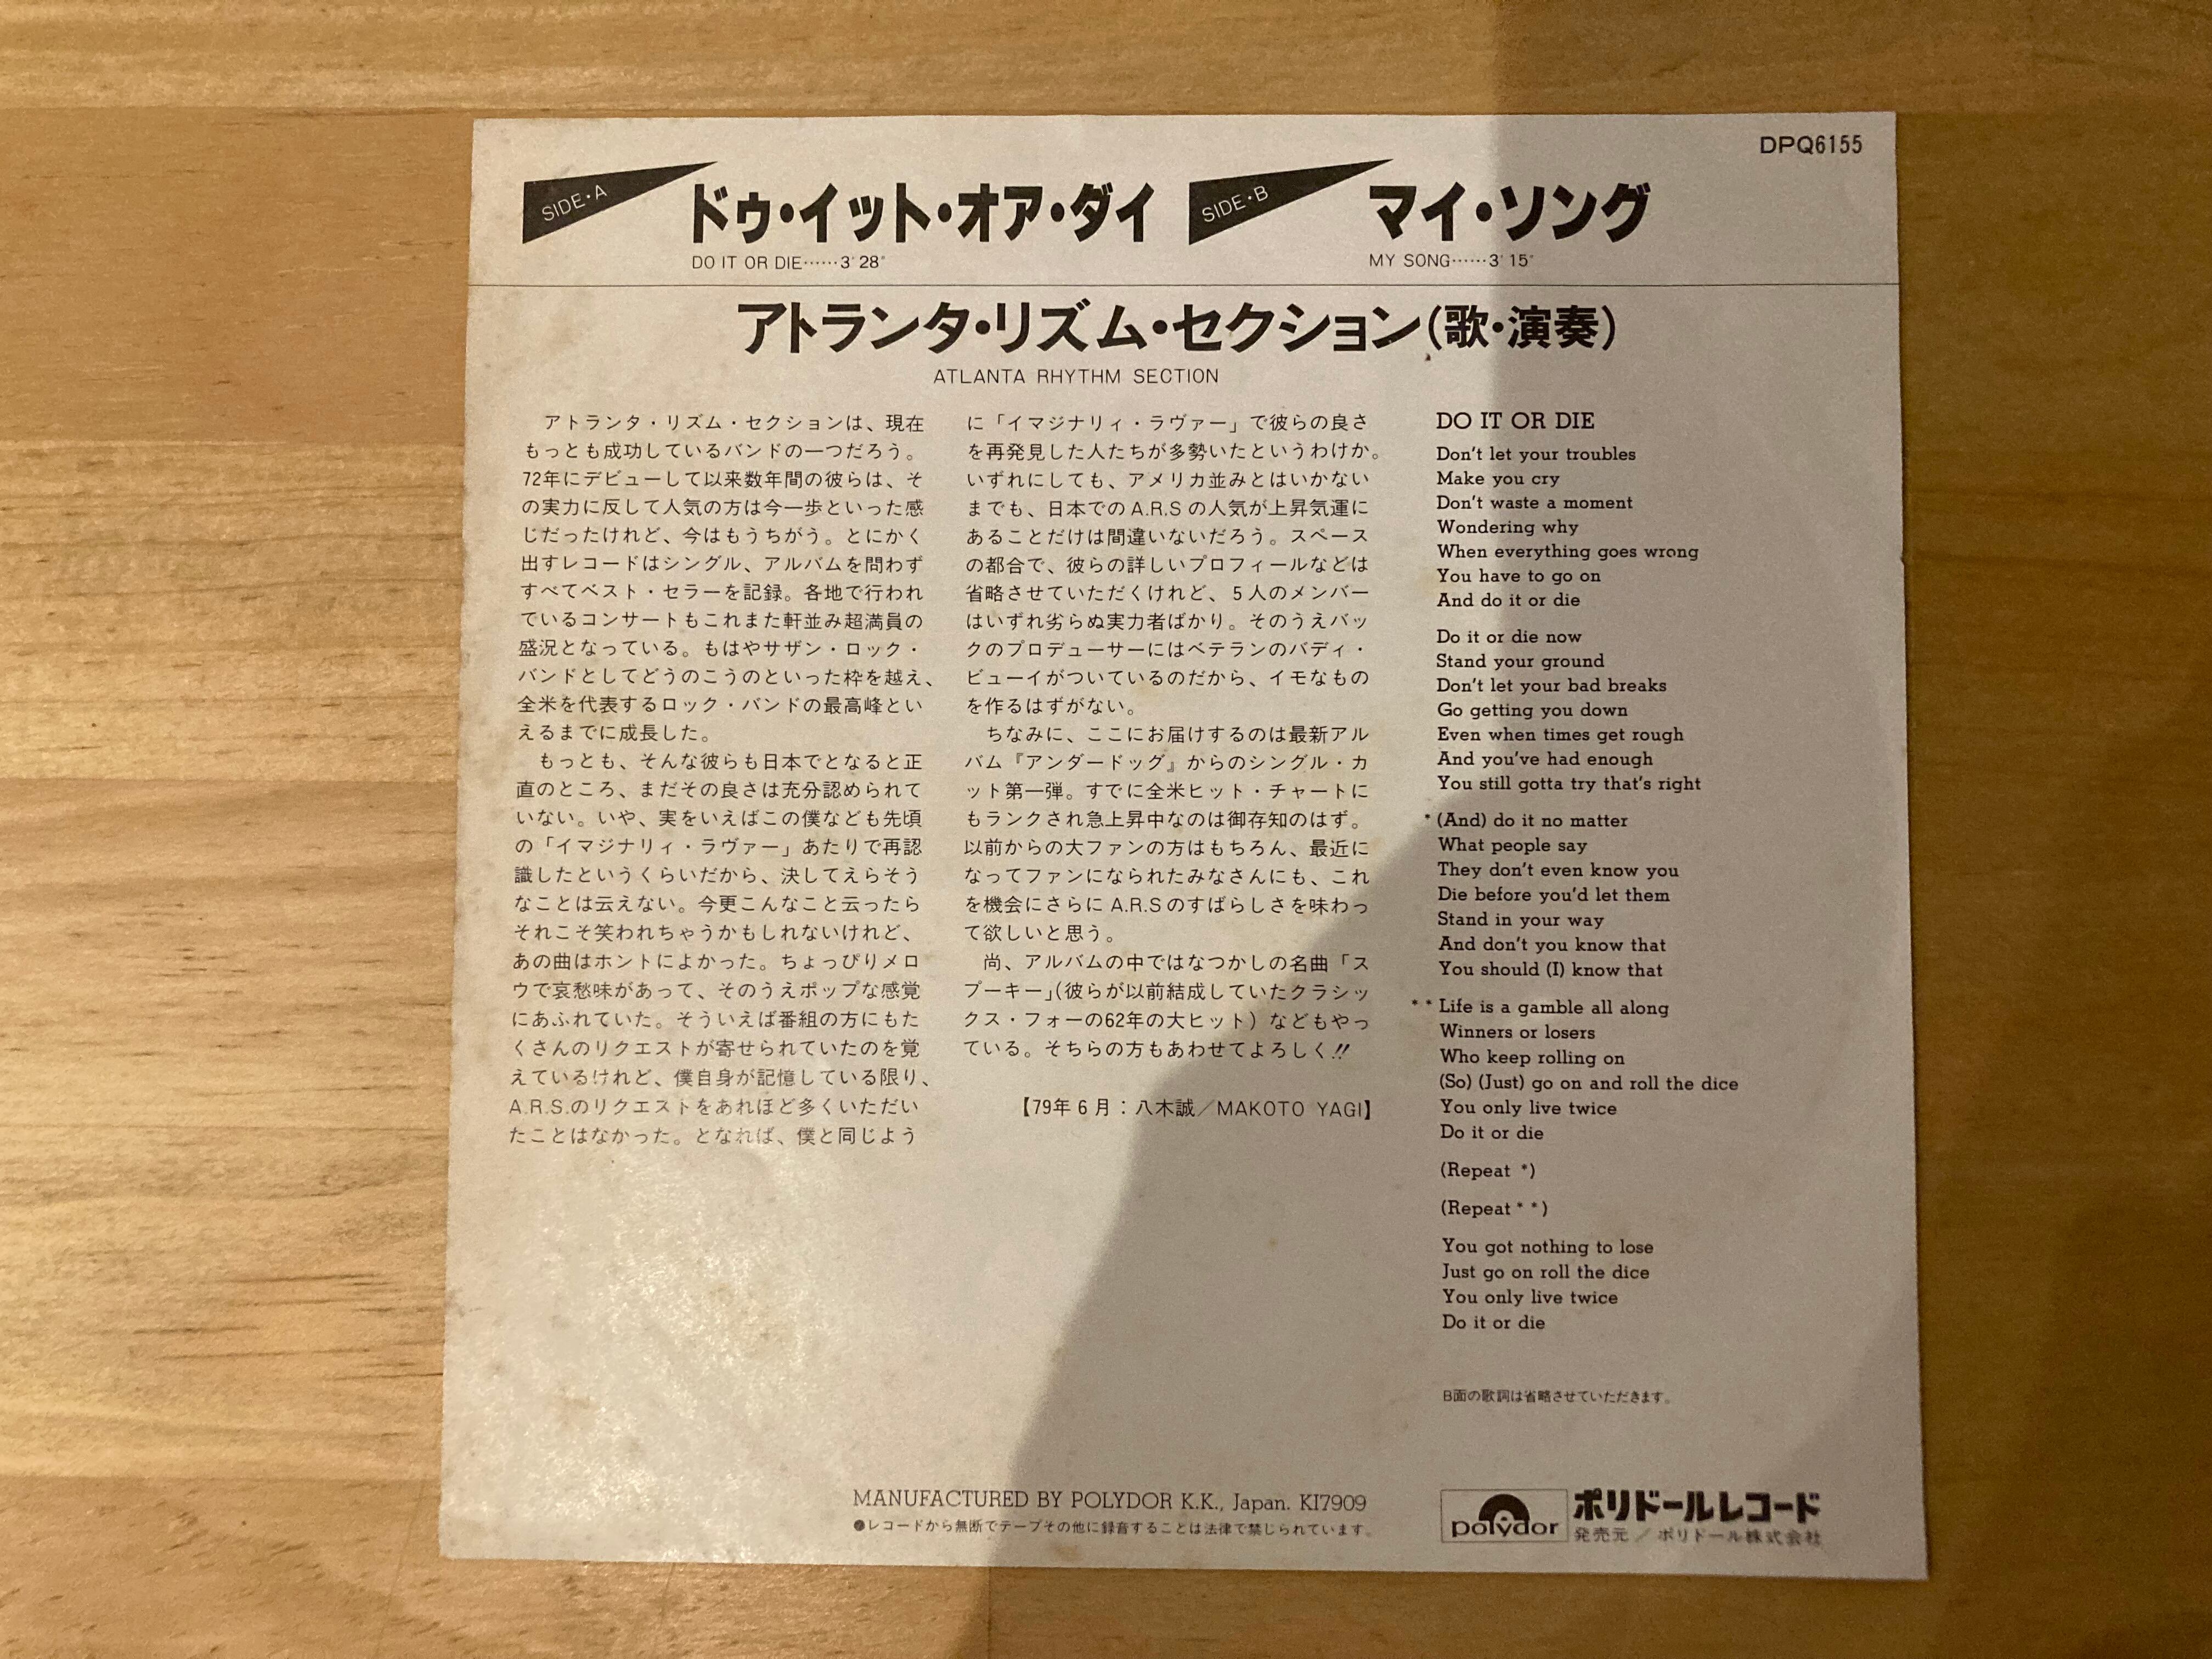 DPQ6155
SIDE・A
ドゥ・イット・オア・ダイ
DO IT OR DIE……3′28″
SIDE・B
マイ・ソング
MY SONG……3′15″
アトランタ・リズム・セクション(歌・演奏)
ATLANTA RHYTHM SECTION
アトランタ・リズム・セクションは、現在
もっとも成功しているバンドの一つだろう。
72年にデビューして以来数年間の彼らは、そ
の実力に反して人気の方は今一歩といった感
じだったけれど、今はもうちがう。とにかく
出すレコードはシングル、アルバムを問わず
すべてベスト・セラーを記録。各地で行われ
ているコンサートもこれまた軒並み超満員の
盛況となっている。もはやサザン・ロック・
バンドとしてどうのこうのといった枠を越え、
全米を代表するロック・バンドの最高峰とい
えるまでに成長した。
もっとも、そんな彼らも日本でとなると正
直のところ、まだその良さは充分認められて
いない。いや、実をいえばこの僕なども先頃
の「イマジナリィ・ラヴァー」あたりで再認
識したというくらいだから、決してえらそう
なことは云えない。今更こんなこと云ったら
それこそ笑われちゃうかもしれないけれど、
あの曲はホントによかった。ちょっぴりメロ
ウで哀愁味があって、そのうえポップな感覚
にあふれていた。そういえば番組の方にもた
くさんのリクエストが寄せられていたのを覚
えているけれど、僕自身が記憶している限り、
A.R.S.のリクエストをあれほど多くいただい
たことはなかった。となれば、僕と同じよう
に「イマジナリィ・ラヴァー」で彼らの良さ
を再発見した人たちが多勢いたというわけか。
いずれにしても、アメリカ並みとはいかない
までも、日本でのA.R.Sの人気が上昇気運に
あることだけは間違いないだろう。スペース
の都合で、彼らの詳しいプロフィールなどは
省略させていただくけれど、5人のメンバー
はいずれ劣らぬ実力者ばかり。そのうえバッ
クのプロデューサーにはベテランのバディ・
ビューイがついているのだから、イモなもの
を作るはずがない。
ちなみに、ここにお届けするのは最新アル
バム『アンダードッグ』からのシングル・カ
ット第一弾。すでに全米ヒット・チャートに
もランクされ急上昇中なのは御存知のはず。
以前からの大ファンの方はもちろん、最近に
なってファンになられたみなさんにも、これ
を機会にさらにA.R.Sのすばらしさを味わっ
て欲しいと思う。
尚、アルバムの中ではなつかしの名曲「ス
プーキー」(彼らが以前結成していたクラシッ
クス・フォーの62年の大ヒット)などもやっ
ている。そちらの方もあわせてよろしく!!
【79年6月：八木誠／MAKOTO YAGI】
DO IT OR DIE
Don't let your troubles
Make you cry
Don't waste a moment
Wondering why
When everything goes wrong
You have to go on
And do it or die
Do it or die now
Stand your ground
Don't let your bad breaks
Go getting you down
Even when times get rough
And you've had enough
You still gotta try that's right
*(And) do it no matter
What people say
They don't even know you
Die before you'd let them
Stand in your way
And don't you know that
You should (I) know that
**Life is a gamble all along
Winners or losers
Who keep rolling on
(So) (Just) go on and roll the dice
You only live twice
Do it or die
(Repeat *)
(Repeat **)
You got nothing to lose
Just go on roll the dice
You only live twice
Do it or die
B面の歌詞は省略させていただきます。
MANUFACTURED BY POLYDOR K.K., Japan. KI7909
●レコードから無断でテープその他に録音することは法律で禁じられています。
polydor
ポリドールレコード
発売元／ポリドール株式会社